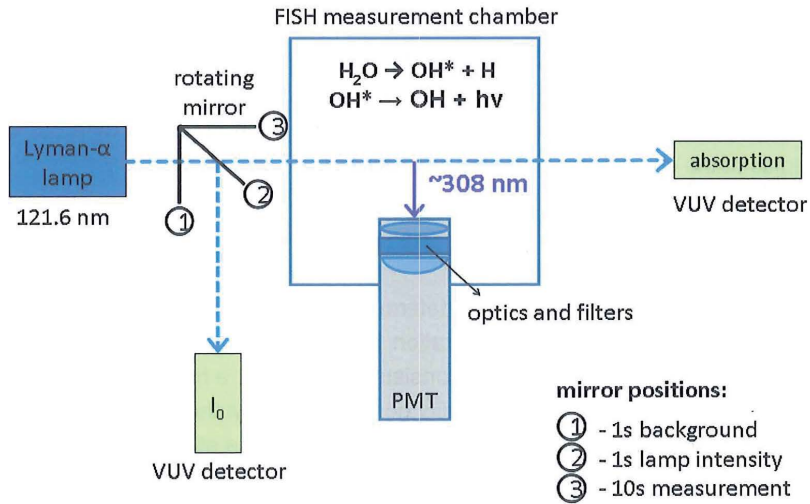 FISH measurement chamber
H₂O → OH* + H
OH* → OH + hv
rotating
mirror
3
Lyman-α
lamp
121.6 nm
2
1
~308 nm
absorption
VUV detector
optics and filters
I₀
VUV detector
PMT
mirror positions:
1 - 1s background
2 - 1s lamp intensity
3 - 10s measurement